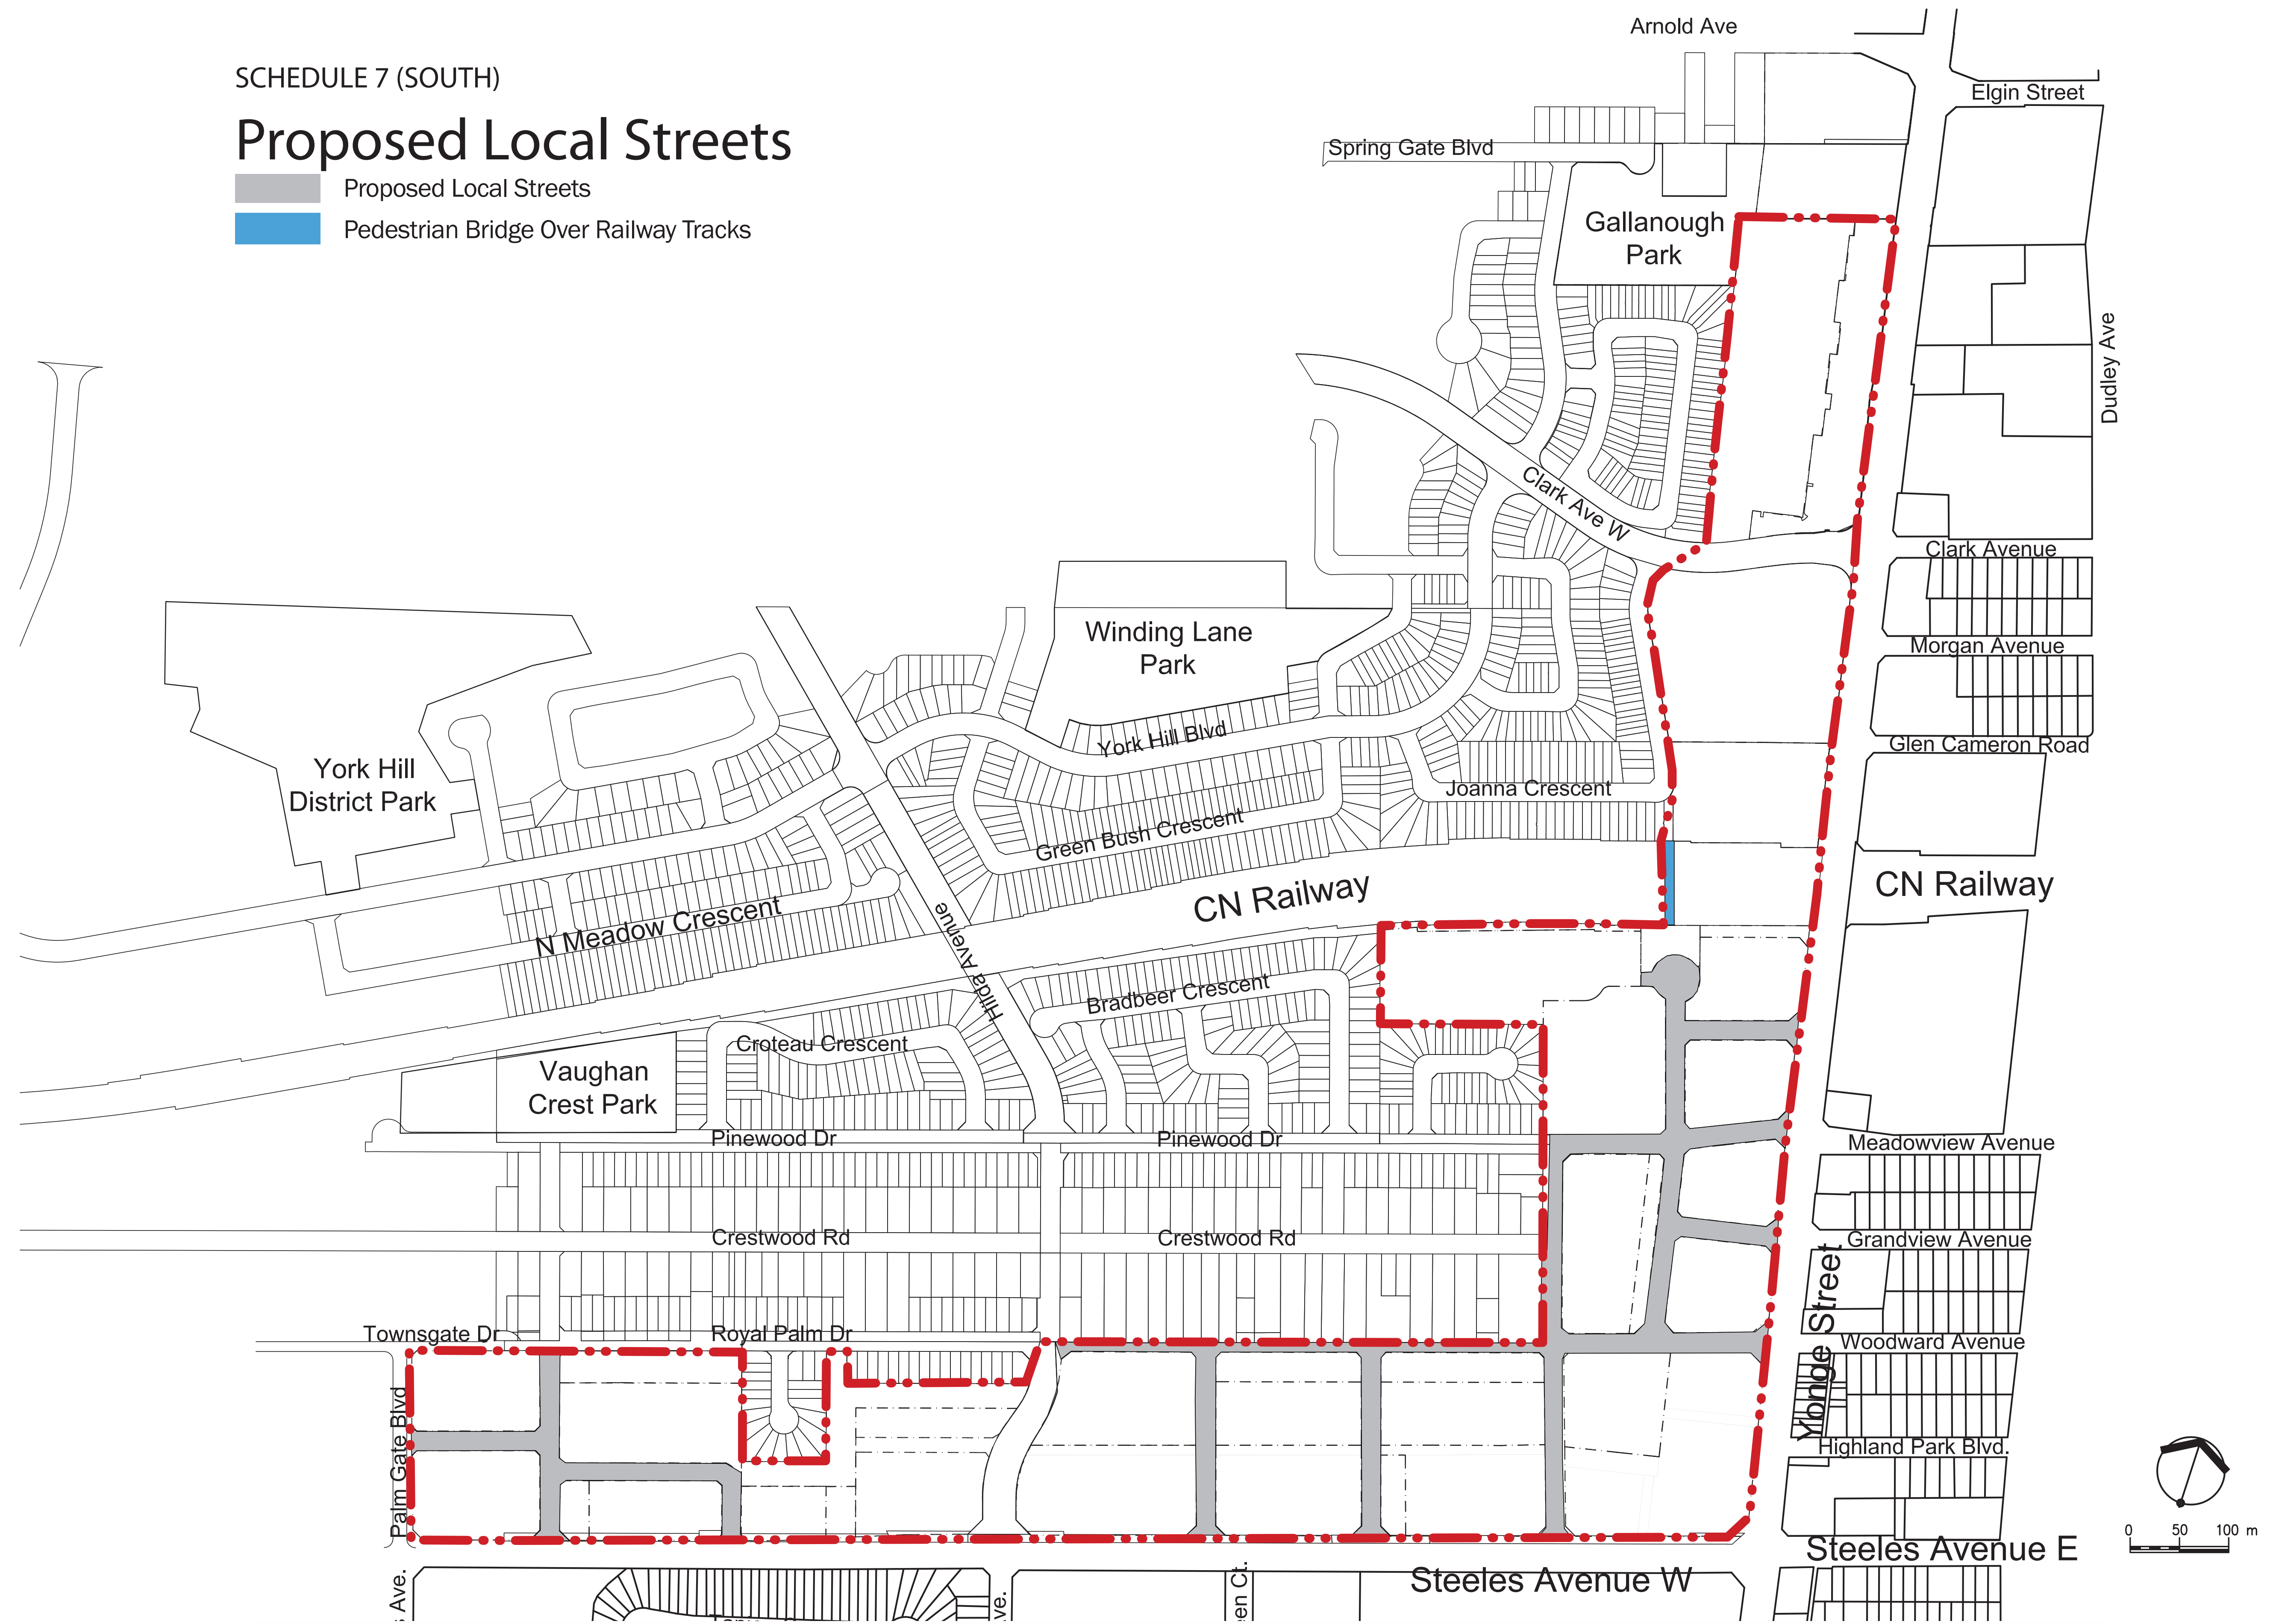 SCHEDULE 7 (SOUTH)
Proposed Local Streets
Proposed Local Streets
Pedestrian Bridge Over Railway Tracks
Arnold Ave
Elgin Street
Spring Gate Blvd
Gallanough
Park
Dudley Ave
Clark Ave W
Clark Avenue
Morgan Avenue
Glen Cameron Road
Winding Lane
Park
York Hill Blvd
York Hill
District Park
Joanna Crescent
Green Bush Crescent
CN Railway
CN Railway
N Meadow Crescent
Hilda Avenue
Bradbeer Crescent
Croteau Crescent
Vaughan
Crest Park
Pinewood Dr
Pinewood Dr
Meadowview Avenue
Crestwood Rd
Crestwood Rd
Grandview Avenue
Yonge Street
Townsgate Dr
Royal Palm Dr
Woodward Avenue
Palm Gate Blvd
Highland Park Blvd.
0 50 100 m
Steeles Avenue E
Steeles Avenue W
s Ave.
ve.
en Ct.